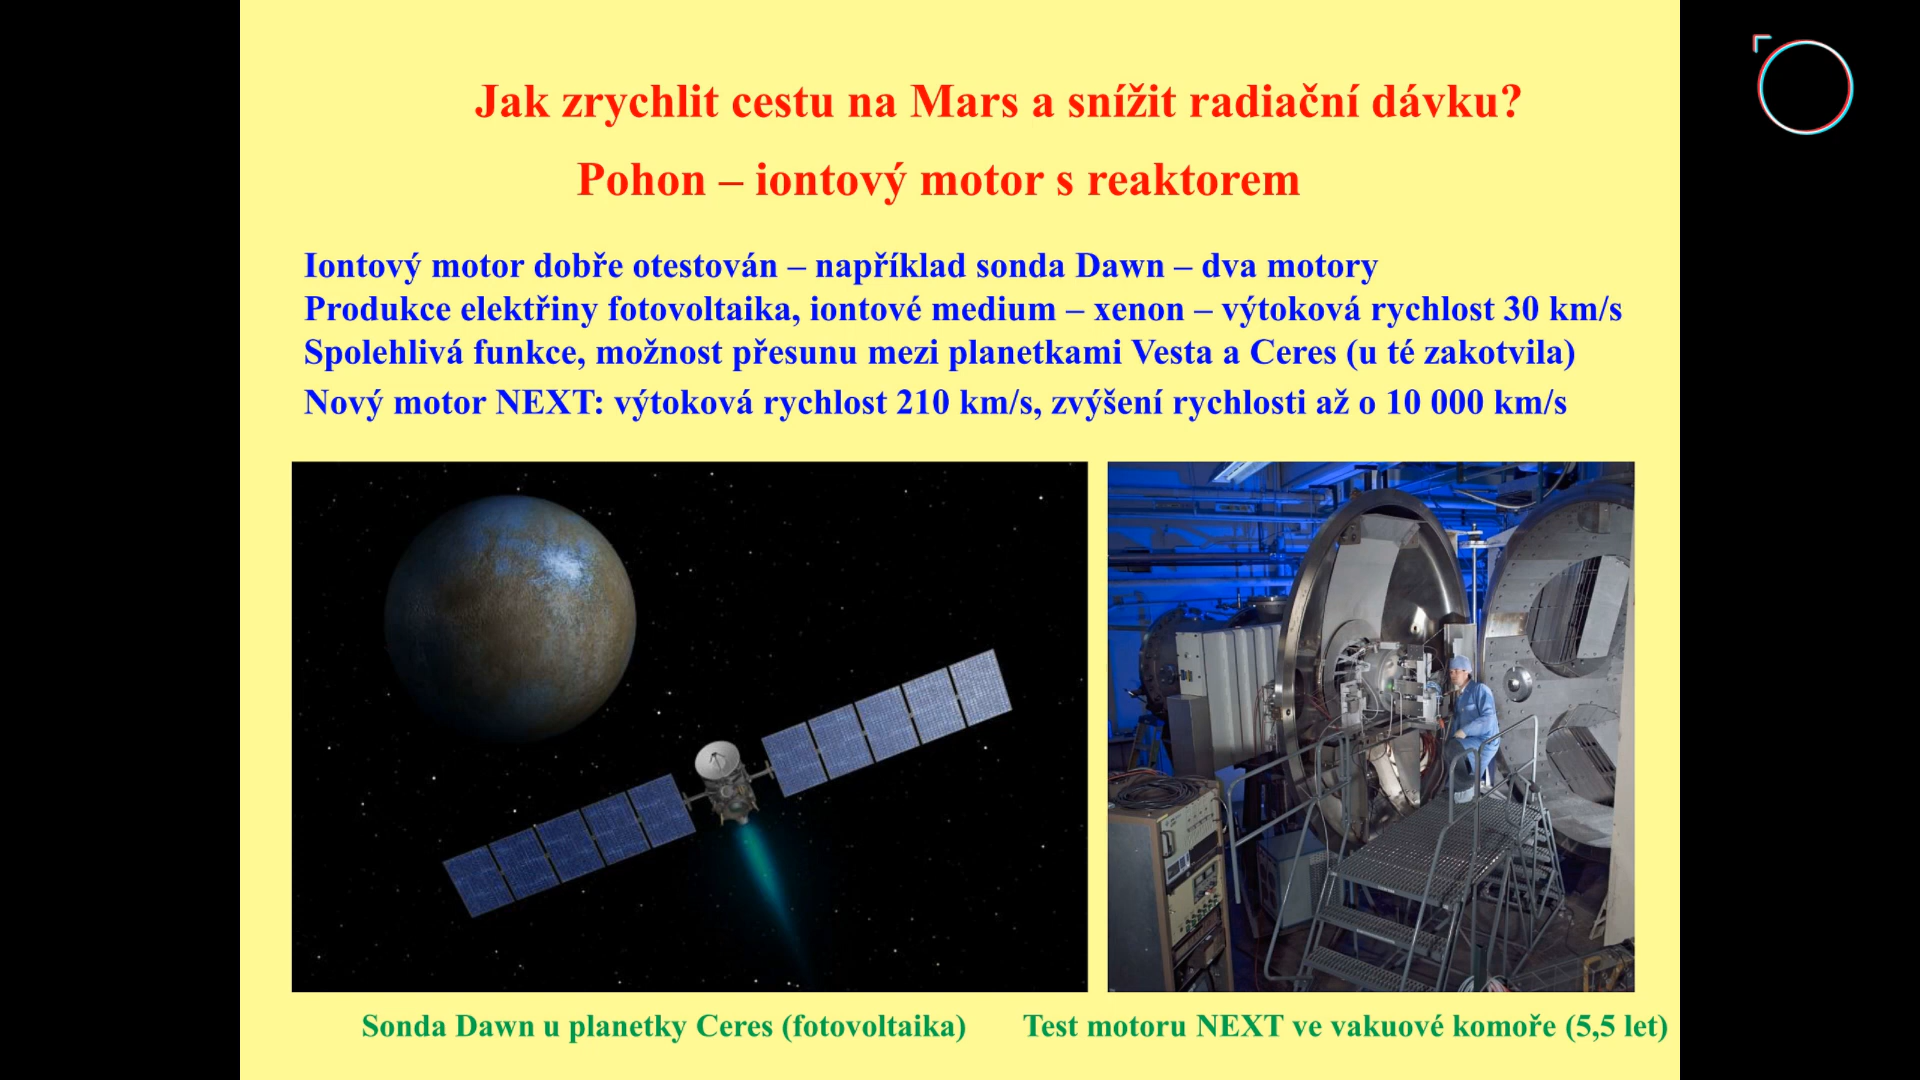 Jak zrychlit cestu na Mars a snížit radiační dávku?
Pohon – iontový motor s reaktorem
Iontový motor dobře otestován – například sonda Dawn – dva motory
Produkce elektřiny fotovoltaika, iontové medium – xenon – výtoková rychlost 30 km/s
Spolehlivá funkce, možnost přesunu mezi planetkami Vesta a Ceres (u té zakotvila)
Nový motor NEXT: výtoková rychlost 210 km/s, zvýšení rychlosti až o 10 000 km/s
Sonda Dawn u planetky Ceres (fotovoltaika)
Test motoru NEXT ve vakuové komoře (5,5 let)